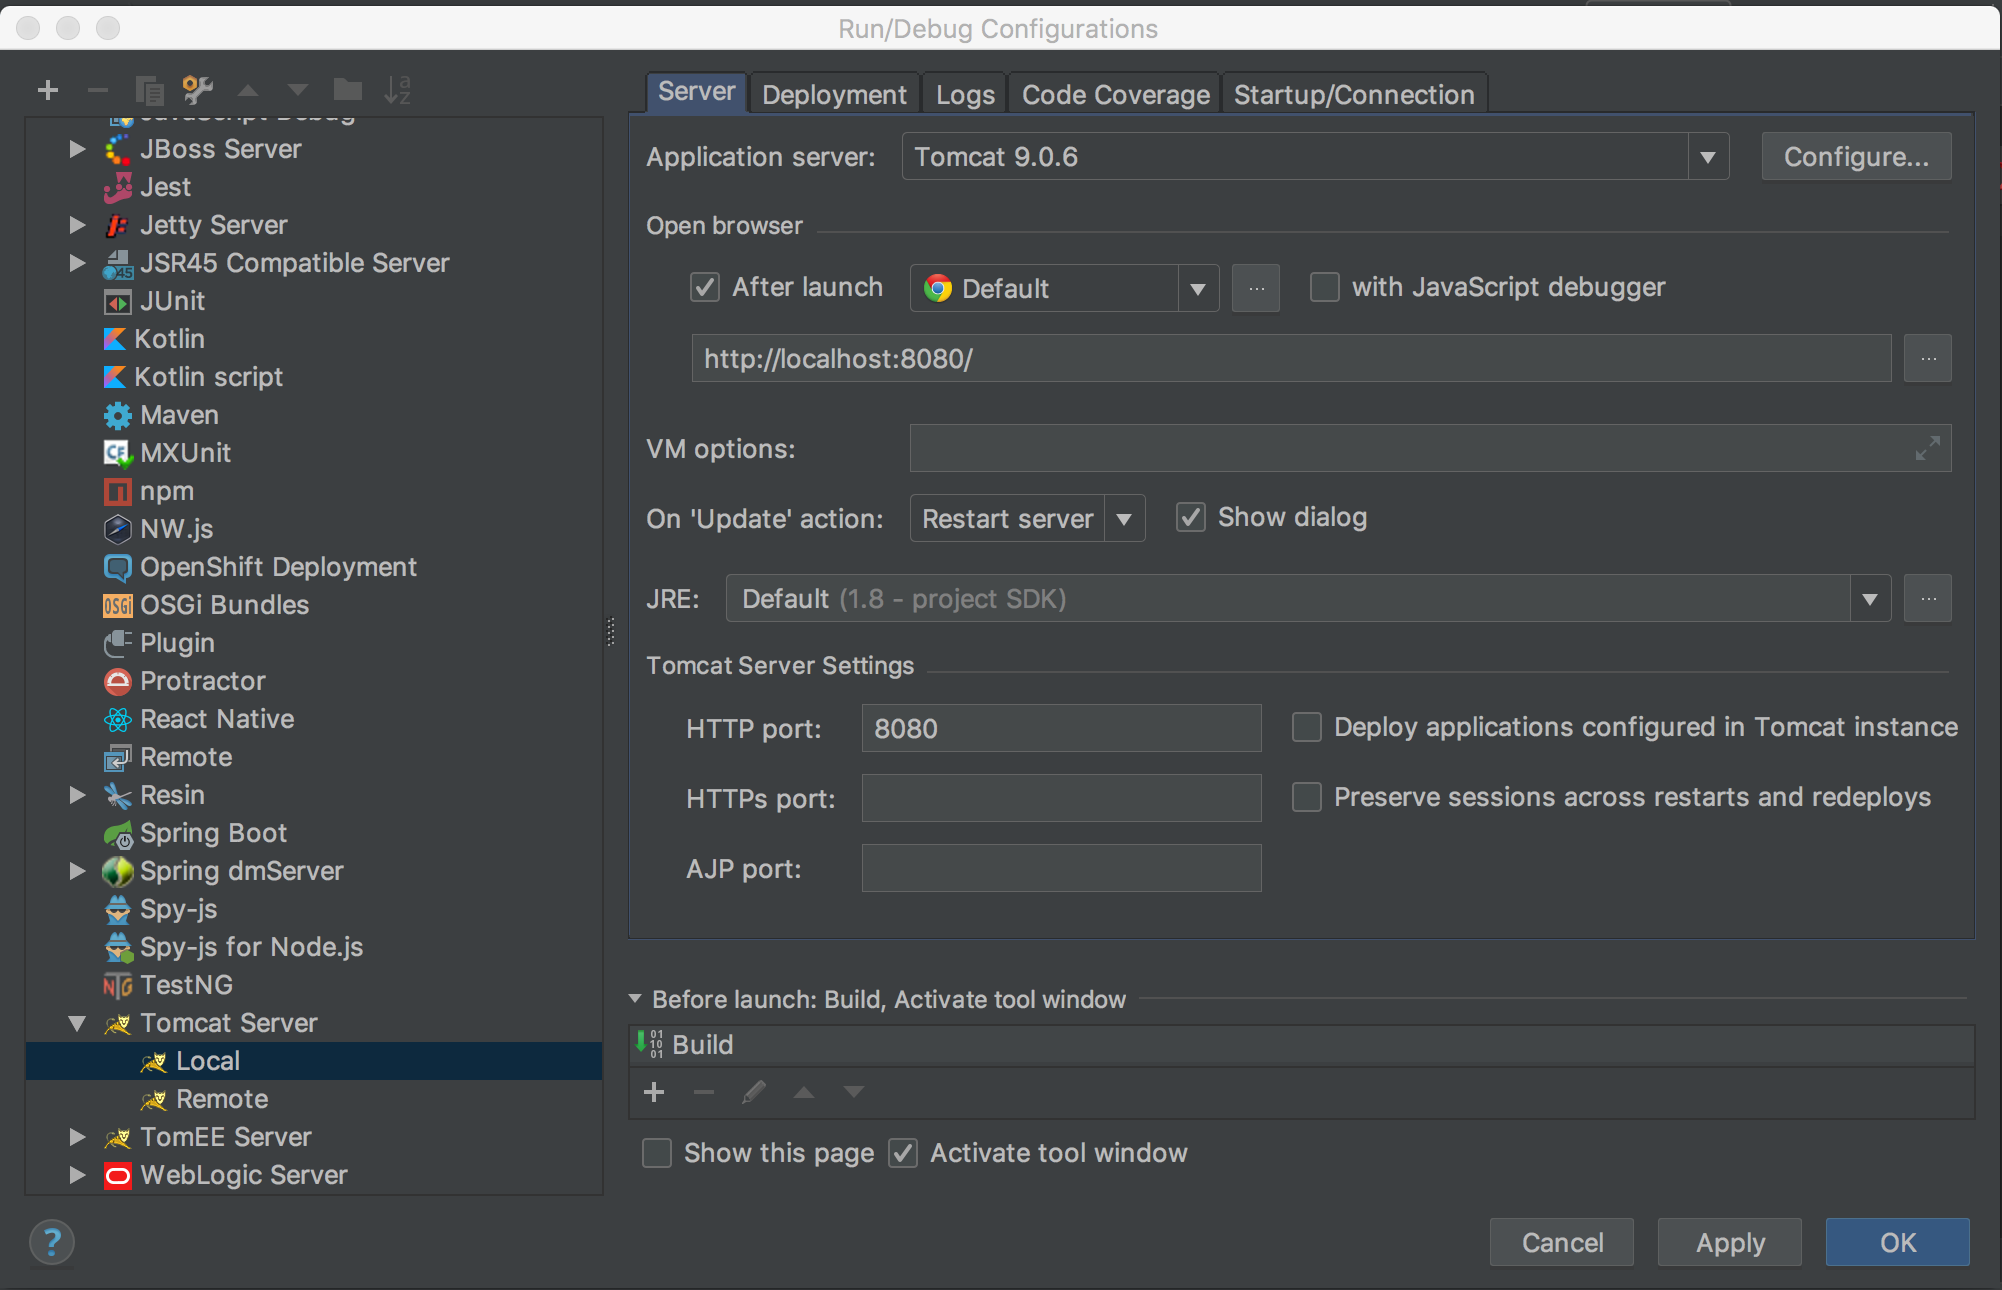 Run/Debug Configurations
JavaScript Debug
JBoss Server
Jest
Jetty Server
JSR45 Compatible Server
JUnit
Kotlin
Kotlin script
Maven
MXUnit
npm
NW.js
OpenShift Deployment
OSGi Bundles
Plugin
Protractor
React Native
Remote
Resin
Spring Boot
Spring dmServer
Spy-js
Spy-js for Node.js
TestNG
Tomcat Server
Local
Remote
TomEE Server
WebLogic Server
Server Deployment Logs Code Coverage Startup/Connection
Application server: Tomcat 9.0.6 Configure...
Open browser
After launch Default ... with JavaScript debugger
http://localhost:8080/ ...
VM options:
On 'Update' action: Restart server Show dialog
JRE: Default (1.8 - project SDK) ...
Tomcat Server Settings
HTTP port: 8080 Deploy applications configured in Tomcat instance
HTTPs port: Preserve sessions across restarts and redeploys
AJP port:
Before launch: Build, Activate tool window
Build
Show this page Activate tool window
? Cancel Apply OK